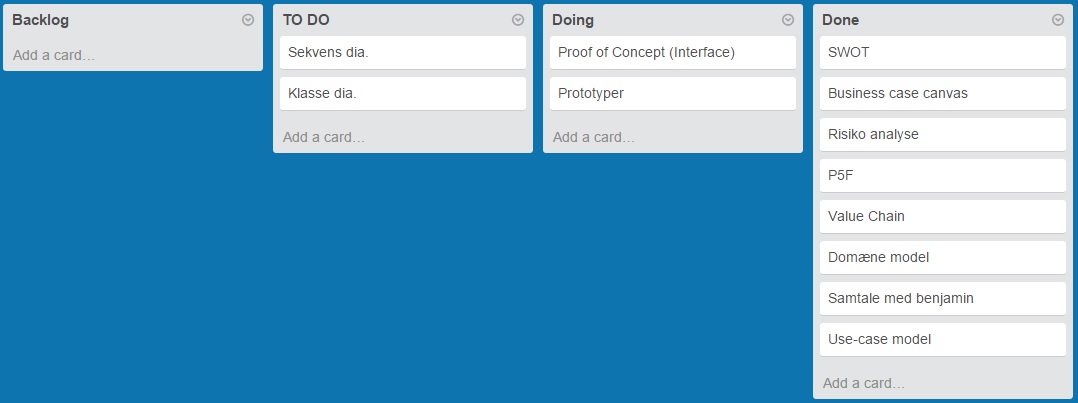 Backlog
Add a card…
TO DO
Sekvens dia.
Klasse dia.
Add a card…
Doing
Proof of Concept (Interface)
Prototyper
Add a card…
Done
SWOT
Business case canvas
Risiko analyse
P5F
Value Chain
Domæne model
Samtale med benjamin
Use-case model
Add a card…